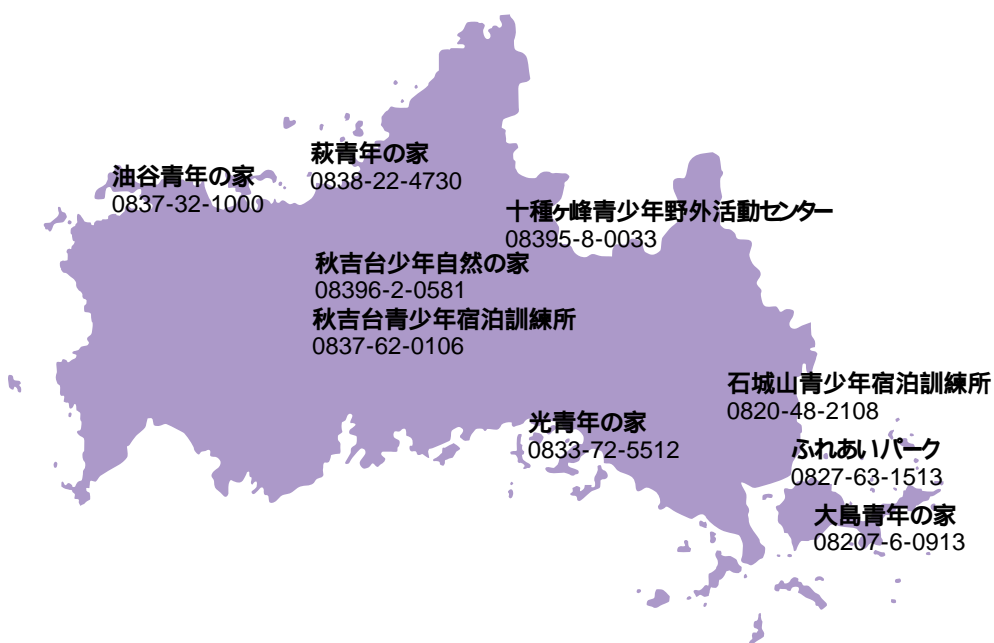 萩青年の家
0838-22-4730
油谷青年の家
0837-32-1000
十種ヶ峰青少年野外活動センター
08395-8-0033
秋吉台少年自然の家
08396-2-0581
秋吉台青少年宿泊訓練所
0837-62-0106
石城山青少年宿泊訓練所
0820-48-2108
光青年の家
0833-72-5512
ふれあいパーク
0827-63-1513
大島青年の家
08207-6-0913